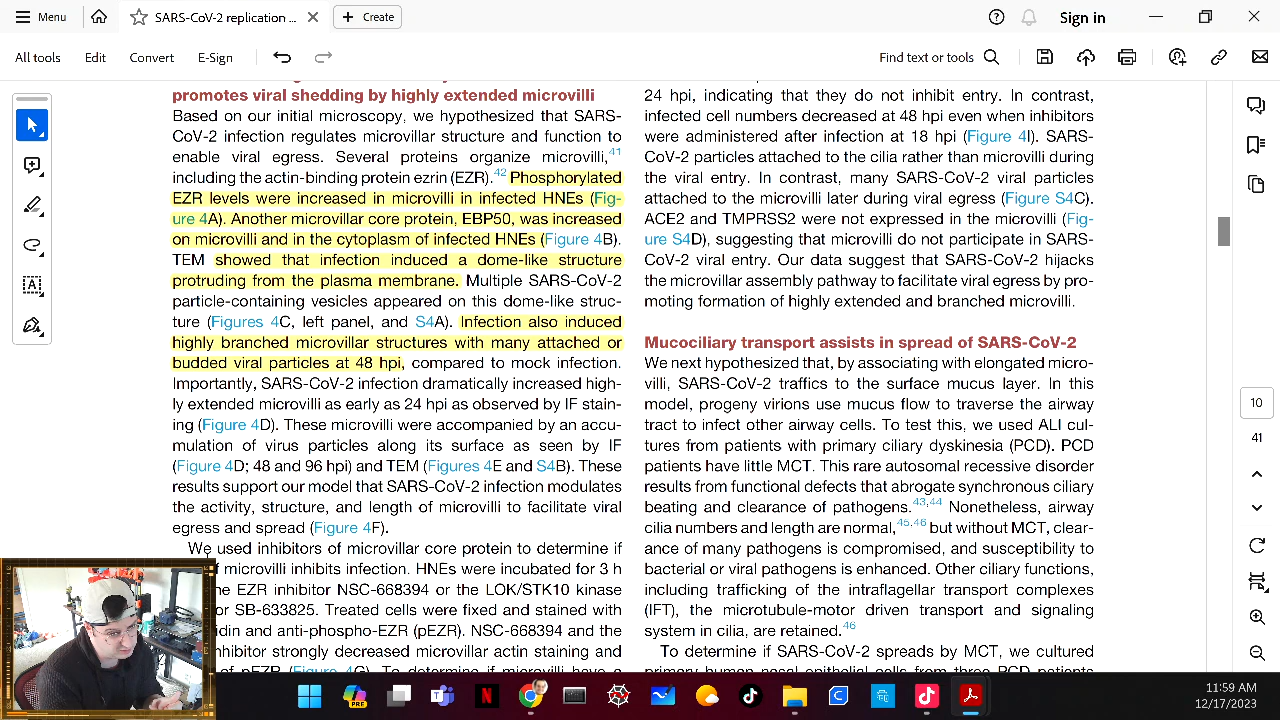 Menu
SARS-CoV-2 replication ...
Create
Sign in
All tools
Edit
Convert
E-Sign
Find text or tools
promotes viral shedding by highly extended microvilli
Based on our initial microscopy, we hypothesized that SARS-
CoV-2 infection regulates microvillar structure and function to
enable viral egress. Several proteins organize microvilli,41
including the actin-binding protein ezrin (EZR).42 Phosphorylated
EZR levels were increased in microvilli in infected HNEs (Fig-
ure 4A). Another microvillar core protein, EBP50, was increased
on microvilli and in the cytoplasm of infected HNEs (Figure 4B).
TEM showed that infection induced a dome-like structure
protruding from the plasma membrane. Multiple SARS-CoV-2
particle-containing vesicles appeared on this dome-like struc-
ture (Figures 4C, left panel, and S4A). Infection also induced
highly branched microvillar structures with many attached or
budded viral particles at 48 hpi, compared to mock infection.
Importantly, SARS-CoV-2 infection dramatically increased high-
ly extended microvilli as early as 24 hpi as observed by IF stain-
ing (Figure 4D). These microvilli were accompanied by an accu-
mulation of virus particles along its surface as seen by IF
(Figure 4D; 48 and 96 hpi) and TEM (Figures 4E and S4B). These
results support our model that SARS-CoV-2 infection modulates
the activity, structure, and length of microvilli to facilitate viral
egress and spread (Figure 4F).
We used inhibitors of microvillar core protein to determine if
microvilli inhibits infection. HNEs were incubated for 3 h
EZR inhibitor NSC-668394 or the LOK/STK10 kinase
or SB-633825. Treated cells were fixed and stained with
and anti-phospho-EZR (pEZR). NSC-668394 and the
strongly decreased microvillar actin staining and
of pEZR (Figure 4G). To determine if microvilli have a
24 hpi, indicating that they do not inhibit entry. In contrast,
infected cell numbers decreased at 48 hpi even when inhibitors
were administered after infection at 18 hpi (Figure 4I). SARS-
CoV-2 particles attached to the cilia rather than microvilli during
the viral entry. In contrast, many SARS-CoV-2 viral particles
attached to the microvilli later during viral egress (Figure S4C).
ACE2 and TMPRSS2 were not expresed in the microvilli (Fig-
ure S4D), suggesting that microvilli do not participate in SARS-
CoV-2 viral entry. Our data suggest that SARS-CoV-2 hijacks
the microvillar assembly pathway to facilitate viral egress by pro-
moting formation of highly extended and branched microvilli.
Mucociliary transport assists in spread of SARS-CoV-2
We next hypothesized that, by associating with elongated micro-
villi, SARS-CoV-2 traffics to the surface mucus layer. In this
model, progeny virions use mucus flow to traverse the airway
tract to infect other airway cells. To test this, we used ALI cul-
tures from patients with primary ciliary dyskinesia (PCD). PCD
patients have little MCT. This rare autosomal recessive disorder
results from functional defects that abrogate synchronous ciliary
beating and clearance of pathogens.43,44 Nonetheless, airway
cilia numbers and length are normal,45,46 but without MCT, clear-
ance of many pathogens is compromised, and susceptibility to
bacterial or viral pathogens is enhanced. Other ciliary functions,
including trafficking of the intraflagellar transport complexes
(IFT), the microtubule-motor driven transport and signaling
system in cilia, are retained.46
To determine if SARS-CoV-2 spreads by MCT, we cultured
primary human nasal epithelial cells from three PCD patients
10
41
PRE
11:59 AM
12/17/2023